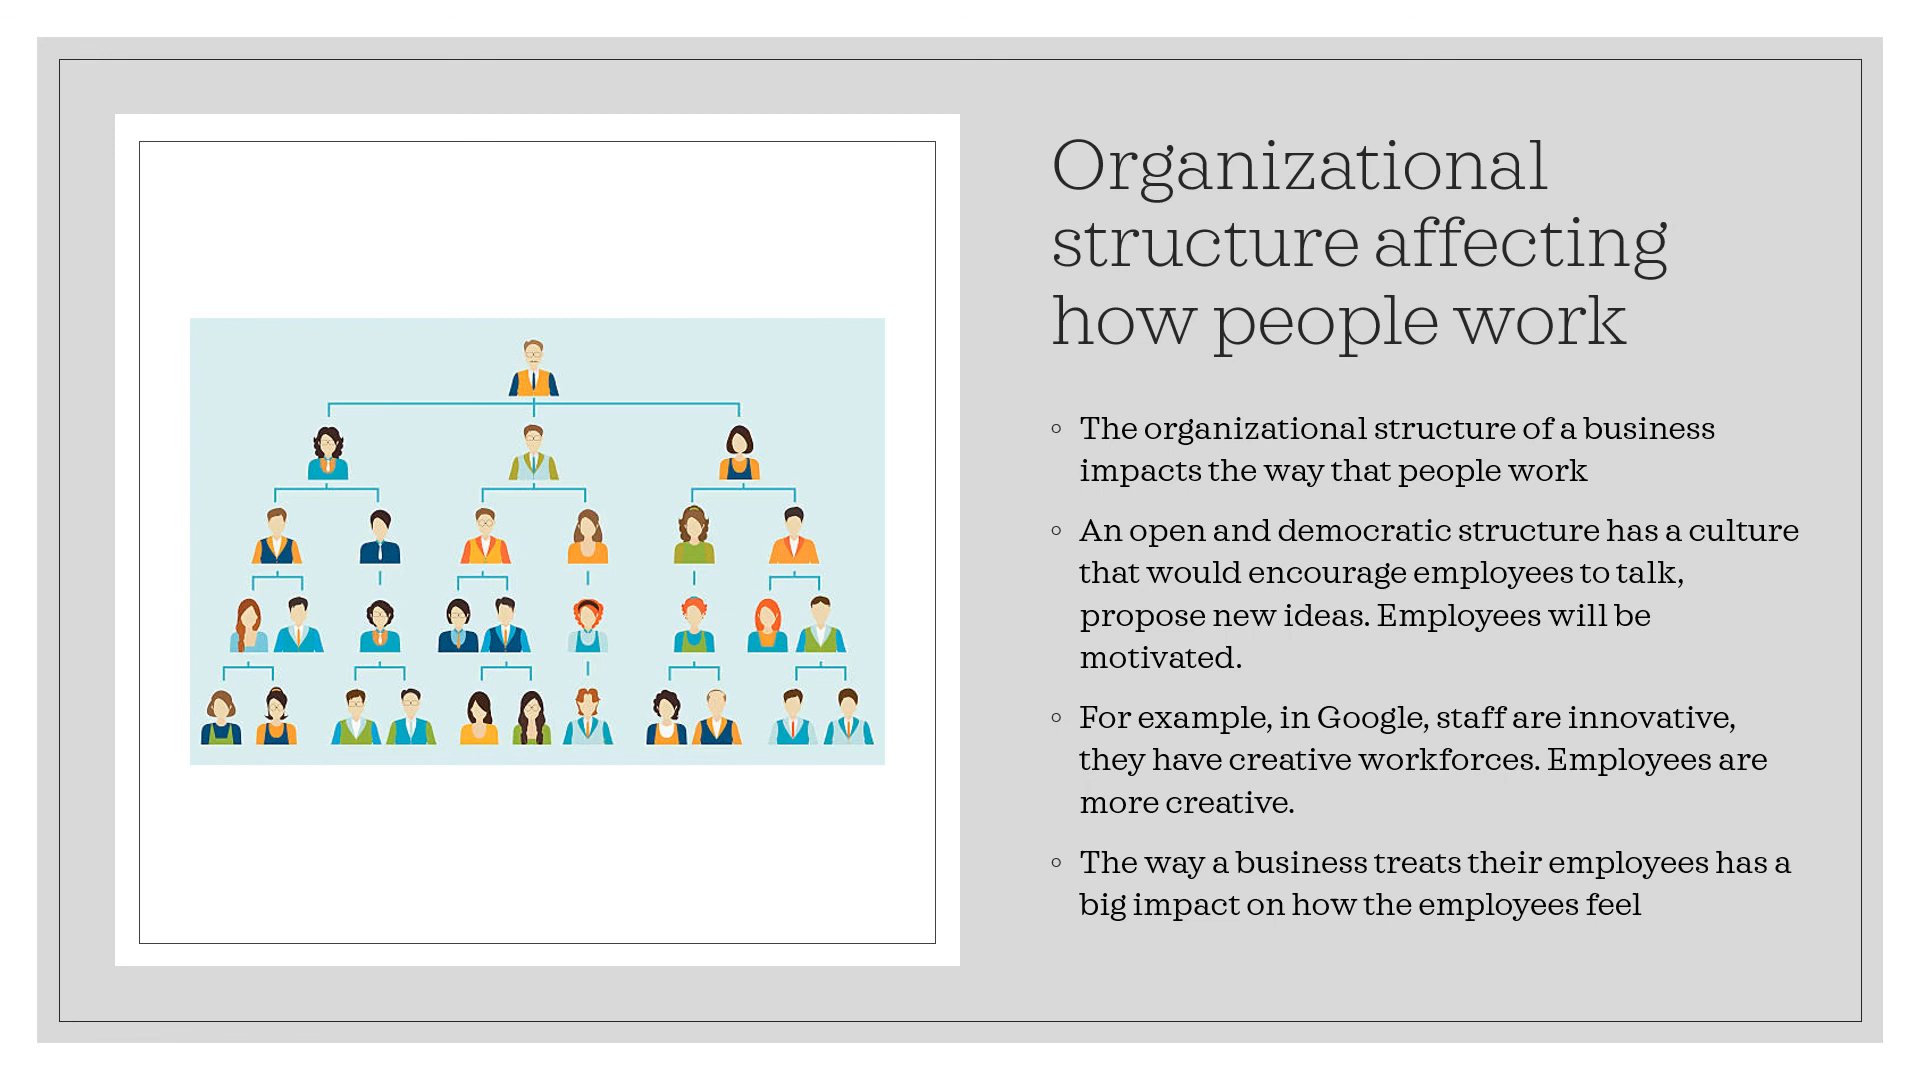 Organizational
structure affecting
how people work
◦ The organizational structure of a business
impacts the way that people work
◦ An open and democratic structure has a culture
that would encourage employees to talk,
propose new ideas. Employees will be
motivated.
◦ For example, in Google, staff are innovative,
they have creative workforces. Employees are
more creative.
◦ The way a business treats their employees has a
big impact on how the employees feel